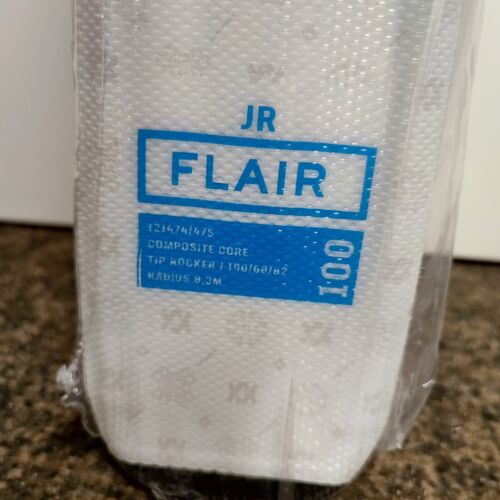 JR
FLAIR
121474/475
COMPOSITE CORE
TIP ROCKER / 100/68/82
RADIUS 8.3M
100